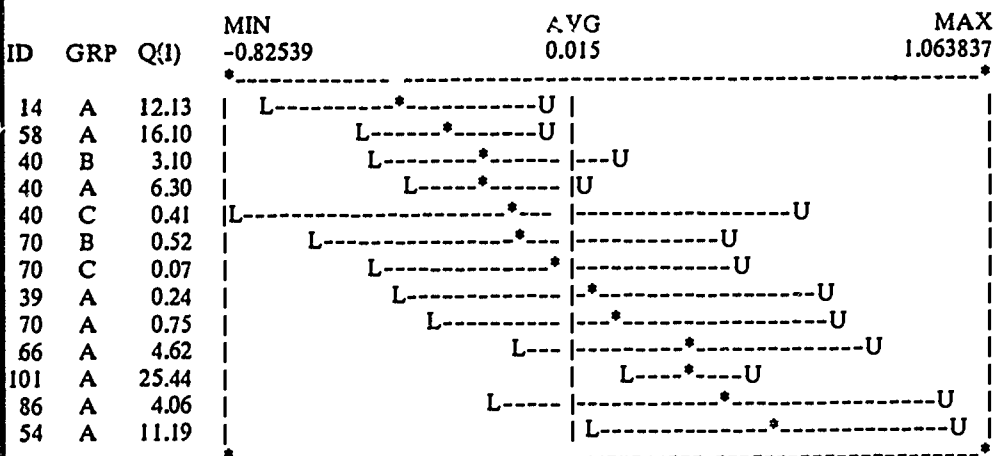 MIN AVG MAX
ID GRP Q(I) -0.82539 0.015 1.063837
*--------------------------------------------------*
14 A 12.13 | L-----------*------------U |
58 A 16.10 | L-------*-------U |
40 B 3.10 | L---------*------- |---U
40 A 6.30 | L------*------- |U
40 C 0.41 |L----------------------*--- |------------------U
70 B 0.52 | L----------------*--- |------------U
70 C 0.07 | L---------------* |-------------U
39 A 0.24 | L------------- |-*----------------U
70 A 0.75 | L---------- |---*----------------U
66 A 4.62 | L--- |---------*-------------U
101 A 25.44 | |L-----*----U
86 A 4.06 | L----- |-----------*----------------U
54 A 11.19 | |L--------------*--------------U
*--------------------------------------------------*